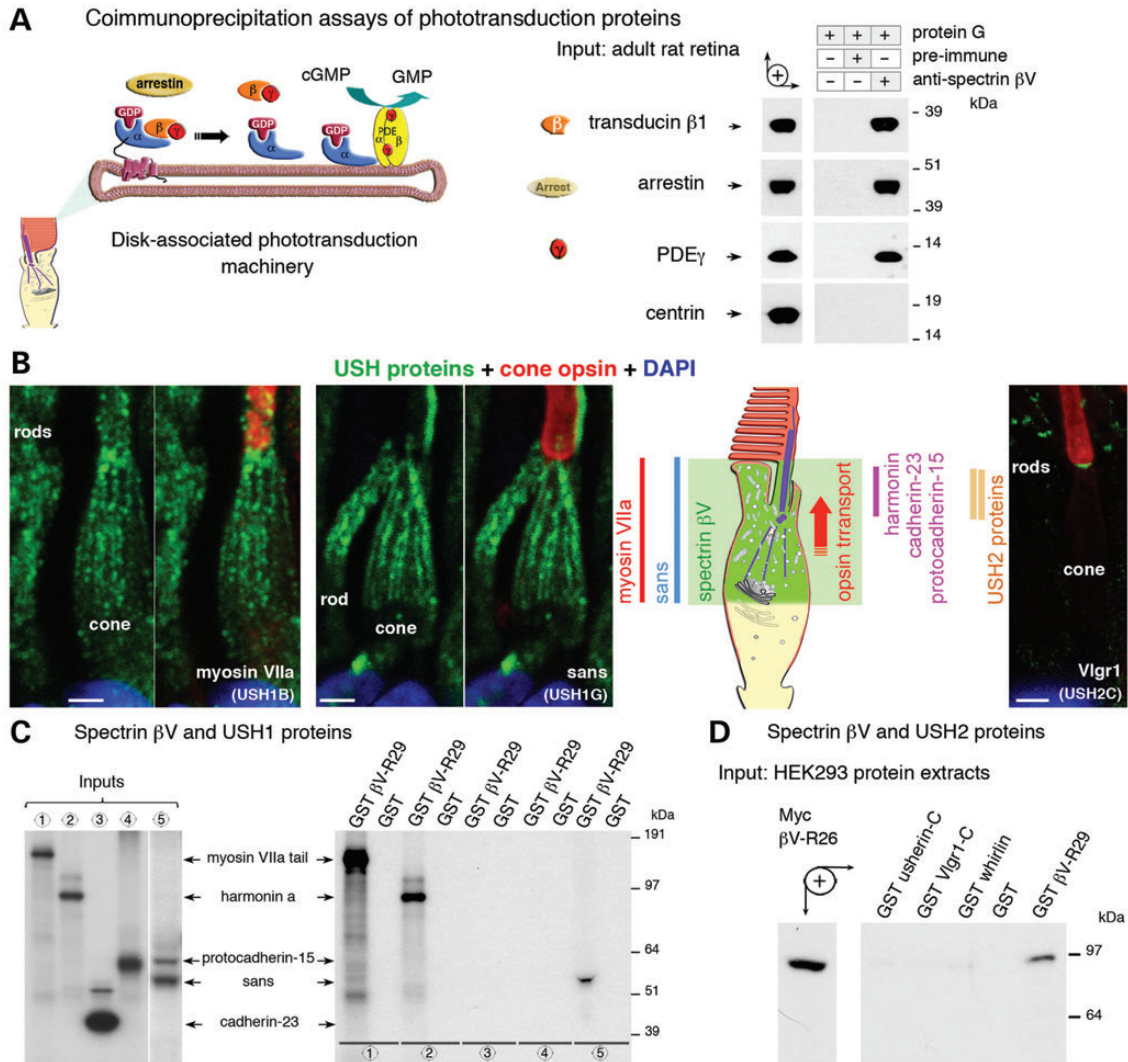 A
Coimmunoprecipitation assays of phototransduction proteins
arrestin
GDP
α
β
γ
β
γ
GDP
α
GDP
α
cGMP
GMP
γ
PDE
α
β
γ
Disk-associated phototransduction
machinery
Input: adult rat retina
+
protein G
+ + +
pre-immune
– + –
anti-spectrin βV
– – +
kDa
β
transducin β1
39
Arrest
arrestin
51
39
γ
PDEγ
14
centrin
19
14
B
USH proteins + cone opsin + DAPI
rods
cone
myosin VIIa
(USH1B)
rod
cone
sans
(USH1G)
myosin VIIa
sans
spectrin βV
opsin trransport
harmonin
cadherin-23
protocadherin-15
USH2 proteins
rods
cone
Vlgr1
(USH2C)
C
Spectrin βV and USH1 proteins
Inputs
1 2 3 4 5
GST βV-R29
GST
GST βV-R29
GST
GST βV-R29
GST
GST βV-R29
GST
GST βV-R29
GST
kDa
191
myosin VIIa tail
97
harmonin a
64
protocadherin-15
sans
51
cadherin-23
39
1 2 3 4 5
D
Spectrin βV and USH2 proteins
Input: HEK293 protein extracts
Myc
βV-R26
+
GST usherin-C
GST Vlgr1-C
GST whirlin
GST
GST βV-R29
kDa
97
64